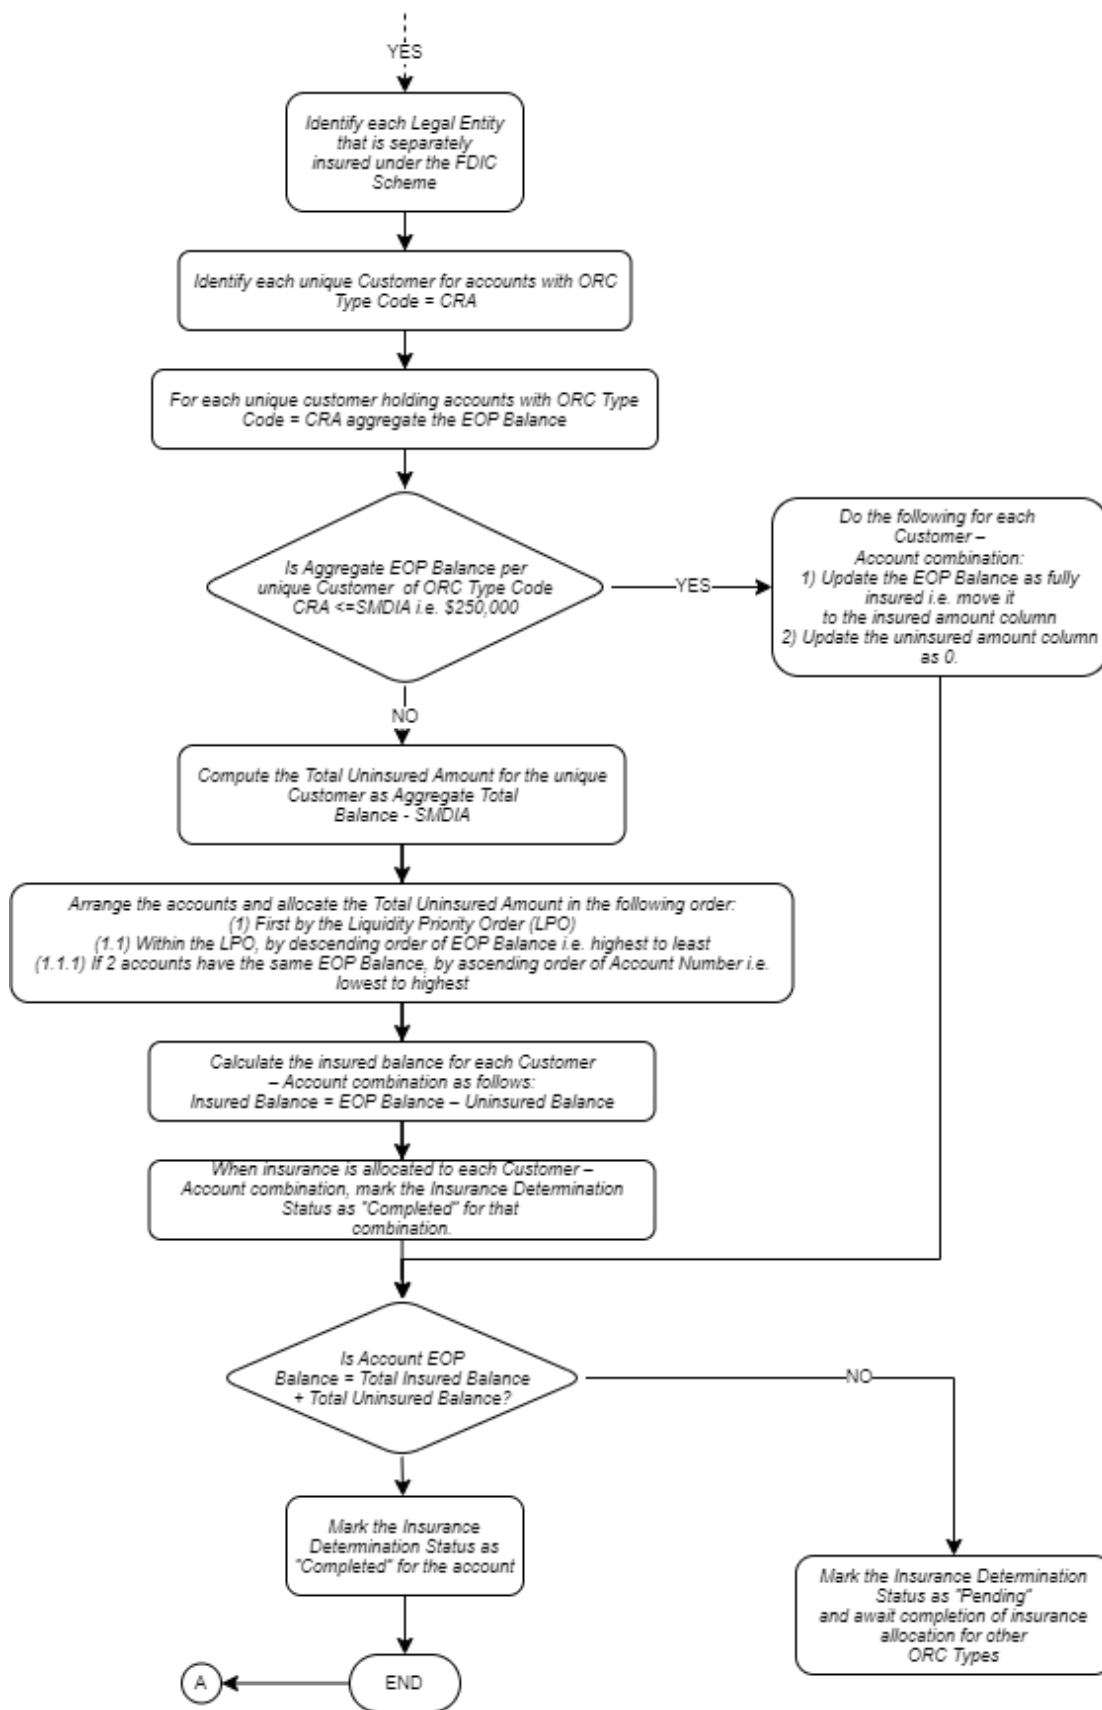 YES
Identify each Legal Entity
that is separately
insured under the FDIC
Scheme
Identify each unique Customer for accounts with ORC
Type Code = CRA
For each unique customer holding accounts with ORC Type
Code = CRA aggregate the EOP Balance
Is Aggregate EOP Balance per
unique Customer of ORC Type Code
CRA <=SMDIA i.e. $250,000
YES
Do the following for each
Customer –
Account combination:
1) Update the EOP Balance as fully
insured i.e. move it
to the insured amount column
2) Update the uninsured amount column
as 0.
NO
Compute the Total Uninsured Amount for the unique
Customer as Aggregate Total
Balance - SMDIA
Arrange the accounts and allocate the Total Uninsured Amount in the following order:
(1) First by the Liquidity Priority Order (LPO)
(1.1) Within the LPO, by descending order of EOP Balance i.e. highest to least
(1.1.1) If 2 accounts have the same EOP Balance, by ascending order of Account Number i.e.
lowest to highest
Calculate the insured balance for each Customer
– Account combination as follows:
Insured Balance = EOP Balance – Uninsured Balance
When insurance is allocated to each Customer –
Account combination, mark the Insurance Determination
Status as "Completed" for that
combination.
Is Account EOP
Balance = Total Insured Balance
+ Total Uninsured Balance?
NO
Mark the Insurance
Determination Status as
"Completed" for the account
Mark the Insurance Determination
Status as "Pending"
and await completion of insurance
allocation for other
ORC Types
A
END